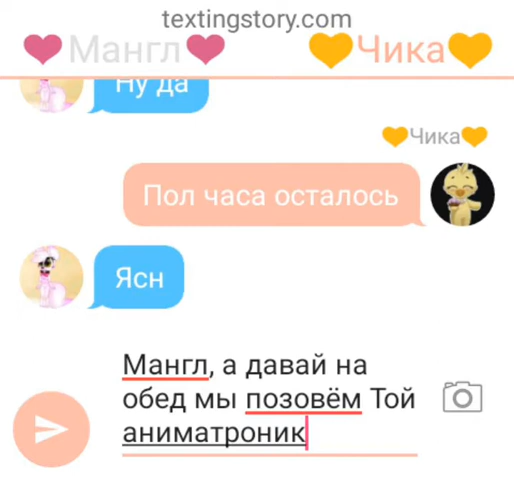 textingstory.com
Мангл
Чика
Ну да
Чика
Пол часа осталось
Ясн
Мангл, а давай на
обед мы позовём Той
аниматроник